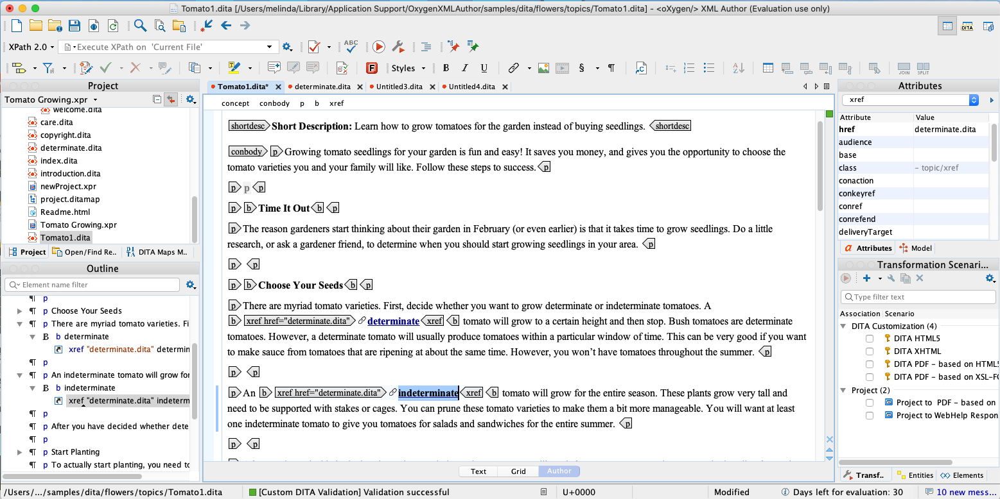 Tomato1.dita [/Users/melinda/Library/Application Support/OxygenXMLAuthor/samples/dita/flowers/topics/Tomato1.dita] - <oXygen/> XML Author (Evaluation use only)
DITA
XPath 2.0
Execute XPath on 'Current File'
ABC
Styles
B I U
§ ¶
JOIN SPLIT
Project
Tomato Growing.xpr
welcome.dita
care.dita
copyright.dita
determinate.dita
index.dita
introduction.dita
newProject.xpr
project.ditamap
Readme.html
Tomato Growing.xpr
Tomato1.dita
Project Open/Find Re.. DITA Maps M..
Outline
Element name filter
¶ p
¶ p Choose Your Seeds
¶ p There are myriad tomato varieties. Fi
B b determinate
xref "determinate.dita" determin
¶ p
¶ p An indeterminate tomato will grow for
B b indeterminate
xref "determinate.dita" indeterm
¶ p
¶ p After you have decided whether dete
¶ p
¶ p Start Planting
¶ p To actually start planting, you need to
Tomato1.dita* determinate.dita Untitled3.dita Untitled4.dita
concept conbody p b xref
shortdesc Short Description: Learn how to grow tomatoes for the garden instead of buying seedlings. shortdesc
conbody p Growing tomato seedlings for your garden is fun and easy! It saves you money, and gives you the opportunity to choose the
tomato varieties you and your family will like. Follow these steps to success. p
p p p
p b Time It Out b p
p The reason gardeners start thinking about their garden in February (or even earlier) is that it takes time to grow seedlings. Do a little
research, or ask a gardener friend, to determine when you should start growing seedlings in your area. p
p p
p b Choose Your Seeds b p
p There are myriad tomato varieties. First, decide whether you want to grow determinate or indeterminate tomatoes. A
b xref href="determinate.dita" determinate xref b tomato will grow to a certain height and then stop. Bush tomatoes are determinate
tomatoes. However, a determinate tomato will usually produce tomatoes within a particular window of time. This can be very good if you want
to make sauce from tomatoes that are ripening at about the same time. However, you won’t have tomatoes throughout the summer. p
p p
p An b xref href="determinate.dita" indeterminate xref b tomato will grow for the entire season. These plants grow very tall and
need to be supported with stakes or cages. You can prune these tomato varieties to make them a bit more manageable. You will want at least
one indeterminate tomato to give you tomatoes for salads and sandwiches for the entire summer. p
p p
Text Grid Author
Attributes
xref
Attribute Value
href determinate.dita
audience
base
class - topic/xref
conaction
conkeyref
conref
conrefend
deliveryTarget
Attributes Model
Transformation Scenari...
Type filter text
Association Scenario
DITA Customization (4)
DITA HTML5
DITA XHTML
DITA PDF - based on HTML5
DITA PDF - based on XSL-FO
Project (2)
Project to PDF - based on
Project to WebHelp Respon
Transf.. Entities Elements
/Users/.../samples/dita/flowers/topics/Tomato1.dita [Custom DITA Validation] Validation successful U+0000 Modified Days left for evaluation: 30 10 new mess...